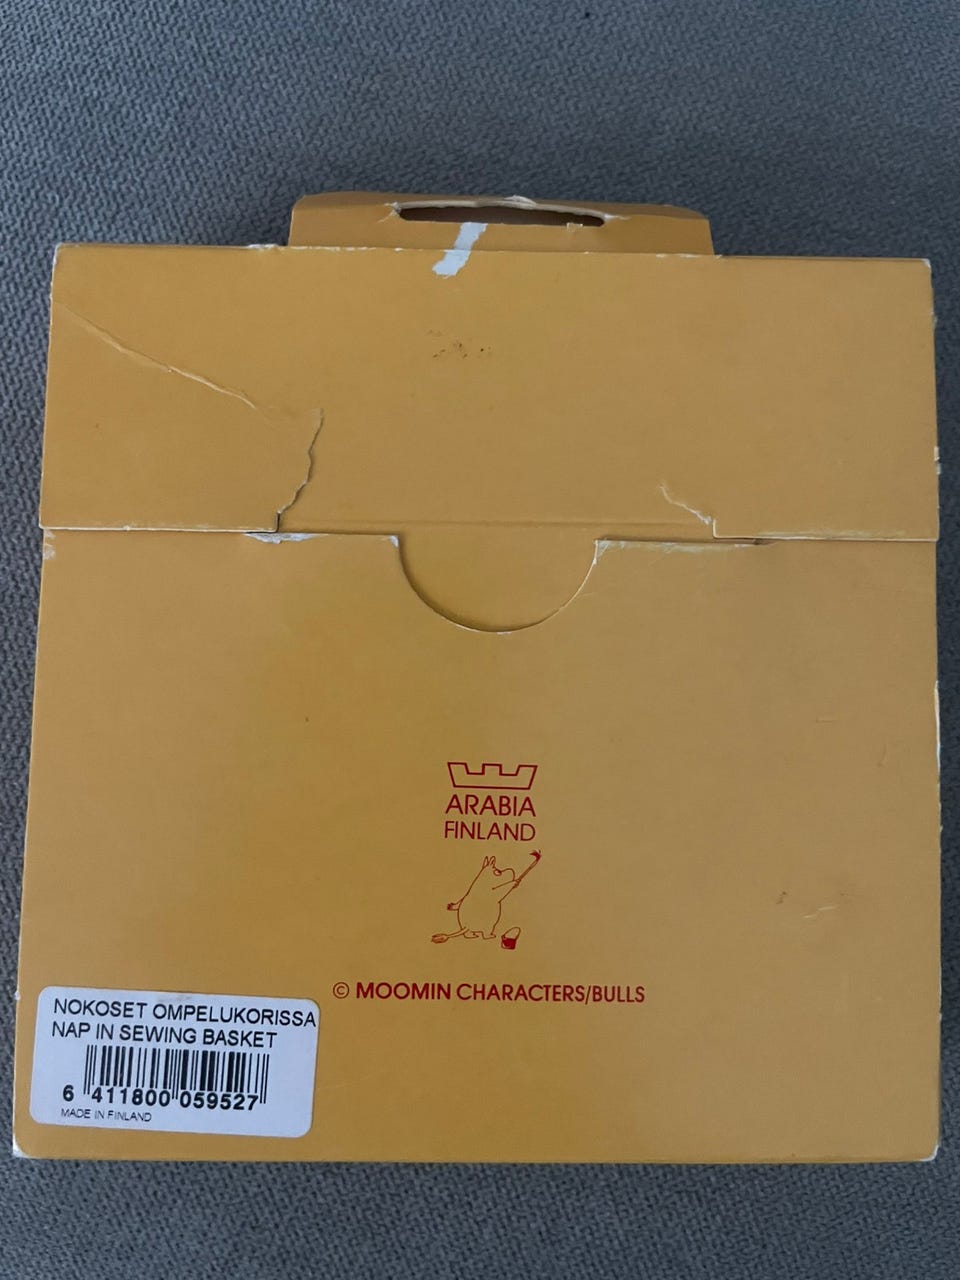 ARABIA
FINLAND
© MOOMIN CHARACTERS/BULLS
NOKOSET OMPELUKORISSA
NAP IN SEWING BASKET
6 411800 059527
MADE IN FINLAND